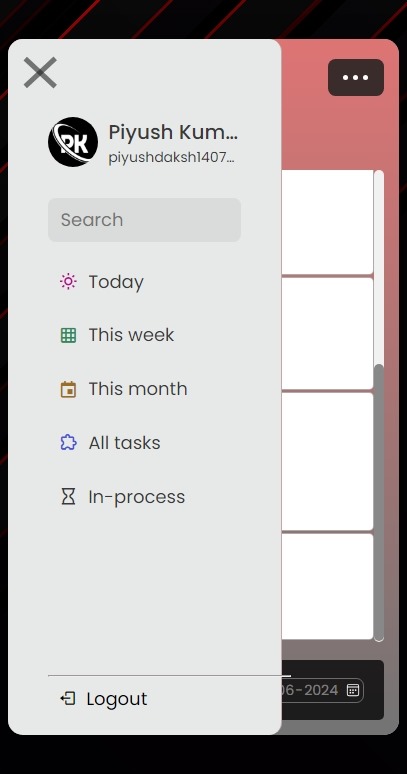 PK
Piyush Kum...
piyushdaksh1407...
Search
Today
This week
This month
All tasks
In-process
Logout
06-2024